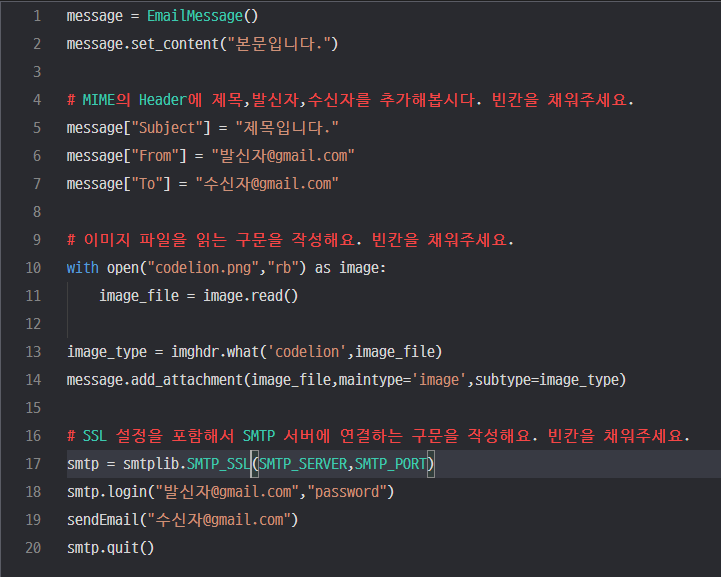 1 message = EmailMessage()
2 message.set_content("본문입니다.")
3
4 # MIME의 Header에 제목,발신자,수신자를 추가해봅시다. 빈칸을 채워주세요.
5 message["Subject"] = "제목입니다."
6 message["From"] = "발신자@gmail.com"
7 message["To"] = "수신자@gmail.com"
8
9 # 이미지 파일을 읽는 구문을 작성해요. 빈칸을 채워주세요.
10 with open("codelion.png","rb") as image:
11     image_file = image.read()
12
13 image_type = imghdr.what('codelion',image_file)
14 message.add_attachment(image_file,maintype='image',subtype=image_type)
15
16 # SSL 설정을 포함해서 SMTP 서버에 연결하는 구문을 작성해요. 빈칸을 채워주세요.
17 smtp = smtplib.SMTP_SSL(SMTP_SERVER,SMTP_PORT)
18 smtp.login("발신자@gmail.com","password")
19 sendEmail("수신자@gmail.com")
20 smtp.quit()